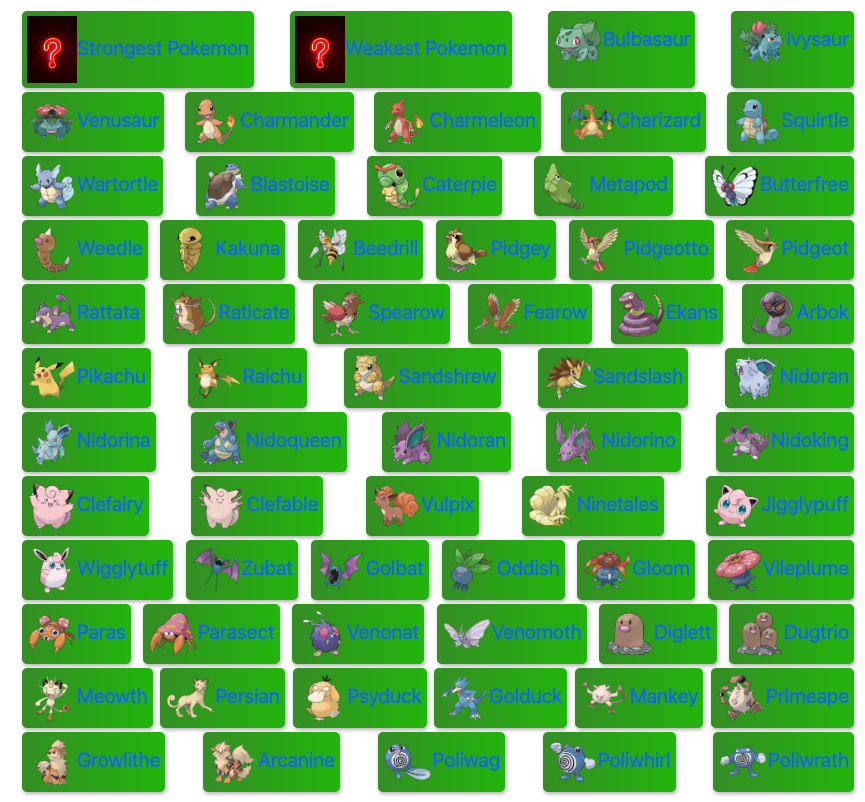 Strongest Pokemon Weakest Pokemon Bulbasaur Ivysaur
Venusaur Charmander Charmeleon Charizard Squirtle
Wartortle Blastoise Caterpie Metapod Butterfree
Weedle Kakuna Beedrill Pidgey Pidgeotto Pidgeot
Rattata Raticate Spearow Fearow Ekans Arbok
Pikachu Raichu Sandshrew Sandslash Nidoran
Nidorina Nidoqueen Nidoran Nidorino Nidoking
Clefairy Clefable Vulpix Ninetales Jigglypuff
Wigglytuff Zubat Golbat Oddish Gloom Vileplume
Paras Parasect Venonat Venomoth Diglett Dugtrio
Meowth Persian Psyduck Golduck Mankey Primeape
Growlithe Arcanine Poliwag Poliwhirl Poliwrath